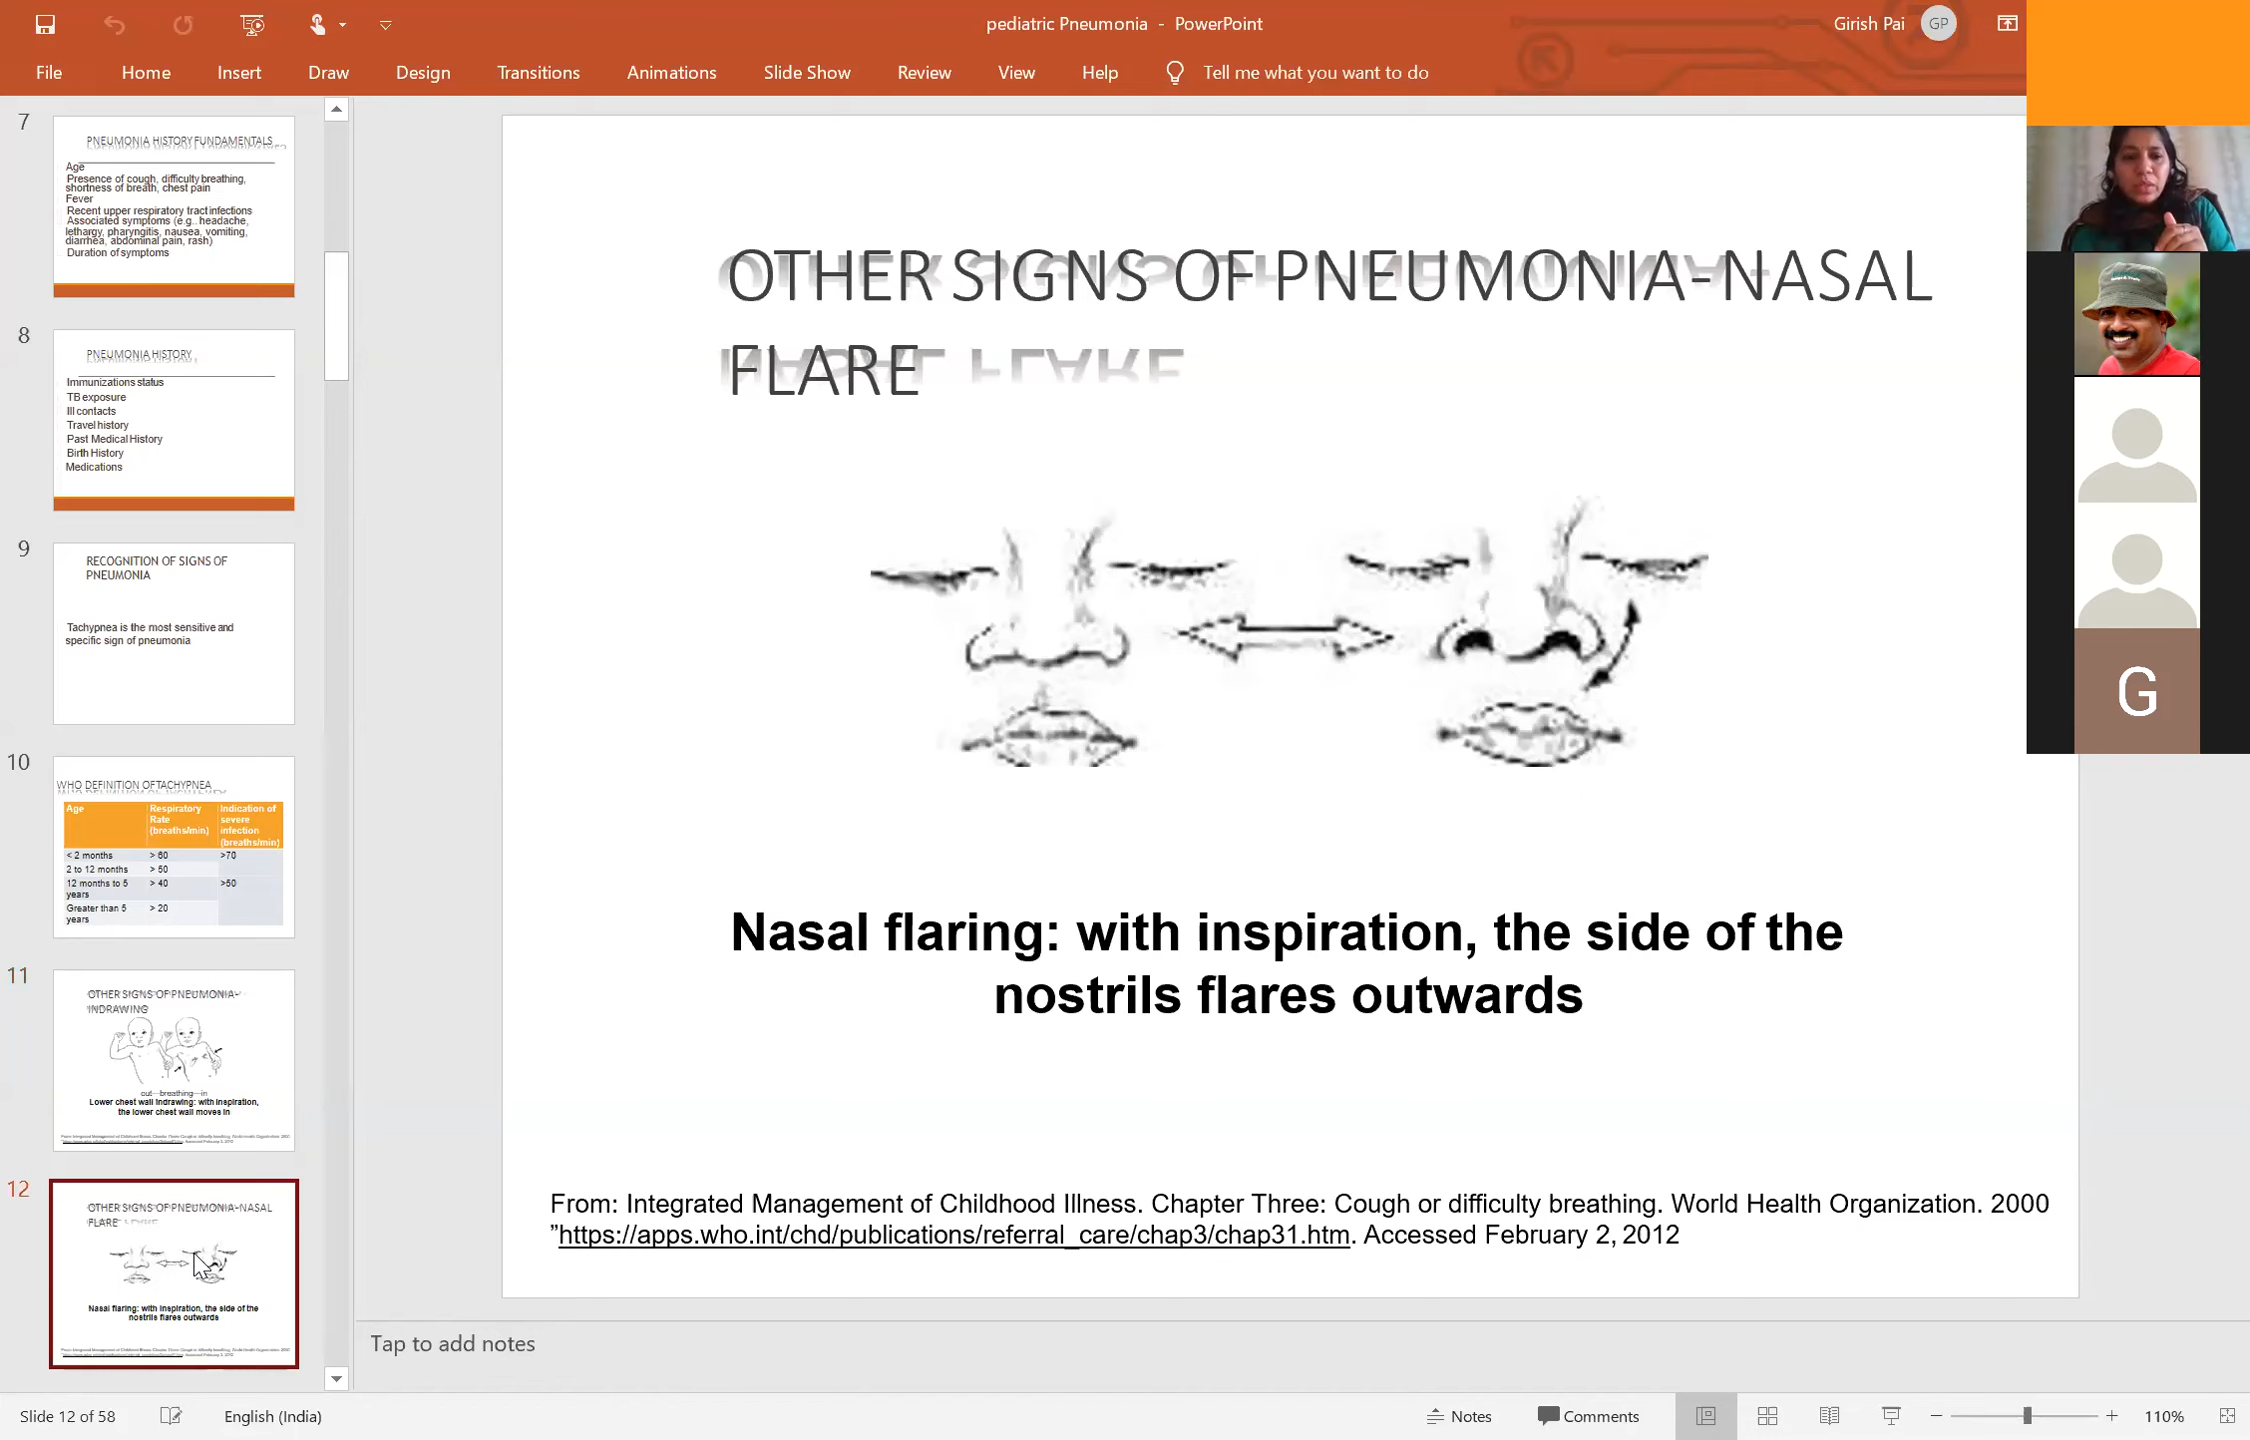 pediatric Pneumonia - PowerPoint
Girish Pai
GP
File Home Insert Draw Design Transitions Animations Slide Show Review View Help Tell me what you want to do
7
PNEUMONIA HISTORY FUNDAMENTALS
Age
Presence of cough, difficulty breathing,
shortness of breath, chest pain
Fever
Recent upper respiratory tract infections
Associated symptoms (e.g.. headache,
lethargy, pharyngitis, nausea, vomiting,
diarrhea, abdominal pain, rash)
Duration of symptoms
8
PNEUMONIA HISTORY
Immunizations status
TB exposure
Ill contacts
Travel history
Past Medical History
Birth History
Medications
9
RECOGNITION OF SIGNS OF
PNEUMONIA
Tachypnea is the most sensitive and
specific sign of pneumonia
10
WHO DEFINITION OF TACHYPNEA
Age Respiratory Rate (breaths/min) Indication of severe infection (breaths/min)
< 2 months > 60 >70
2 to 12 months > 50
12 months to 5 years > 40 >50
Greater than 5 years > 20
11
OTHER SIGNS OF PNEUMONIA-
INDRAWING
out---breathing---in
Lower chest wall indrawing: with inspiration,
the lower chest wall moves in
12
OTHER SIGNS OF PNEUMONIA-NASAL
FLARE
Nasal flaring: with inspiration, the side of the
nostrils flares outwards
OTHER SIGNS OF PNEUMONIA-NASAL
FLARE
Nasal flaring: with inspiration, the side of the
nostrils flares outwards
From: Integrated Management of Childhood Illness. Chapter Three: Cough or difficulty breathing. World Health Organization. 2000
”https://apps.who.int/chd/publications/referral_care/chap3/chap31.htm. Accessed February 2, 2012
G
Tap to add notes
Slide 12 of 58 English (India) Notes Comments 110%